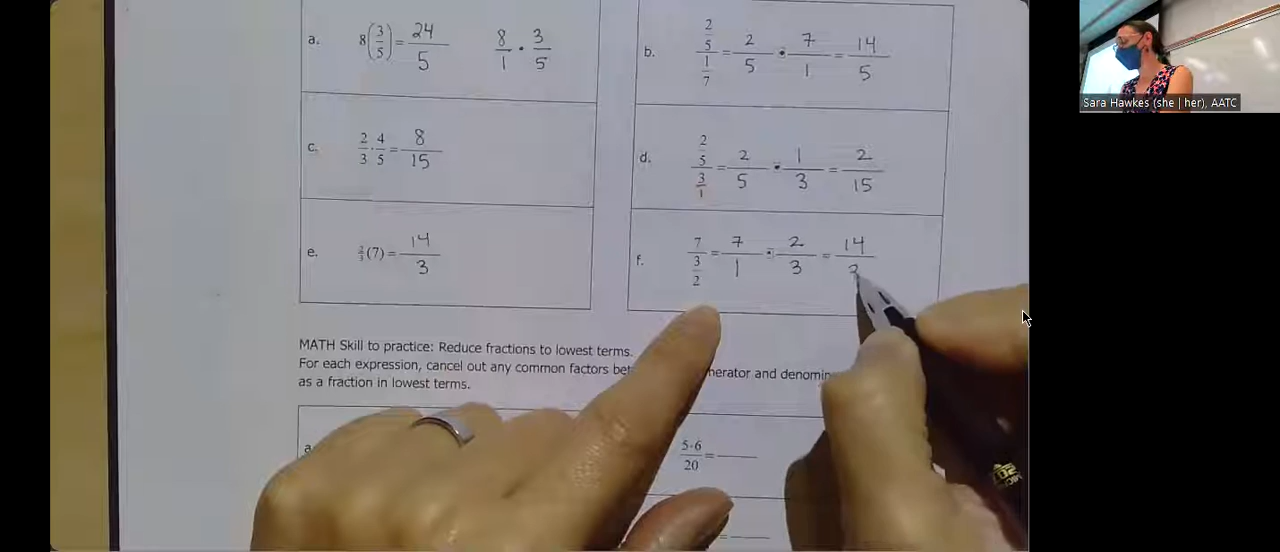 a. 8(3/5) = 24/5 8/1 · 3/5
b. 2/5 / 1/7 = 2/5 · 7/1 = 14/5
c. 2/3 · 4/5 = 8/15
d. 2/5 / 3/1 = 2/5 · 1/3 = 2/15
e. 2/3 (7) = 14/3
f. 7 / 3/2 = 7/1 · 2/3 = 14/3
MATH Skill to practice: Reduce fractions to lowest terms.
For each expression, cancel out any common factors erator and
as a fraction in lowest terms.
a.
5·6/20 = ___
= ___
Sara Hawkes (she | her), AATC